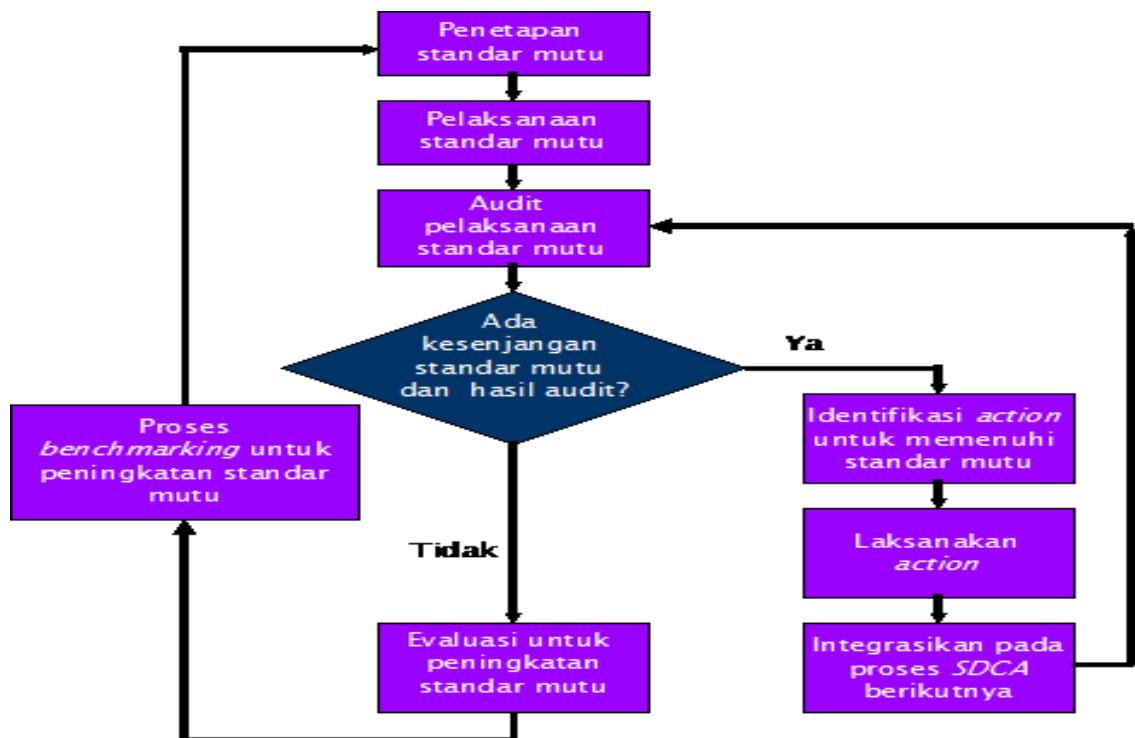 Penetapan
standar mutu
Pelaksanaan
standar mutu
Audit
pelaksanaan
standar mutu
Ada
kesenjangan
standar mutu
dan hasil audit?
Ya
Identifikasi action
untuk memenuhi
standar mutu
Laksanakan
action
Integrasikan pada
proses SDCA
berikutnya
Tidak
Evaluasi untuk
peningkatan
standar mutu
Proses
benchmarking untuk
peningkatan standar
mutu